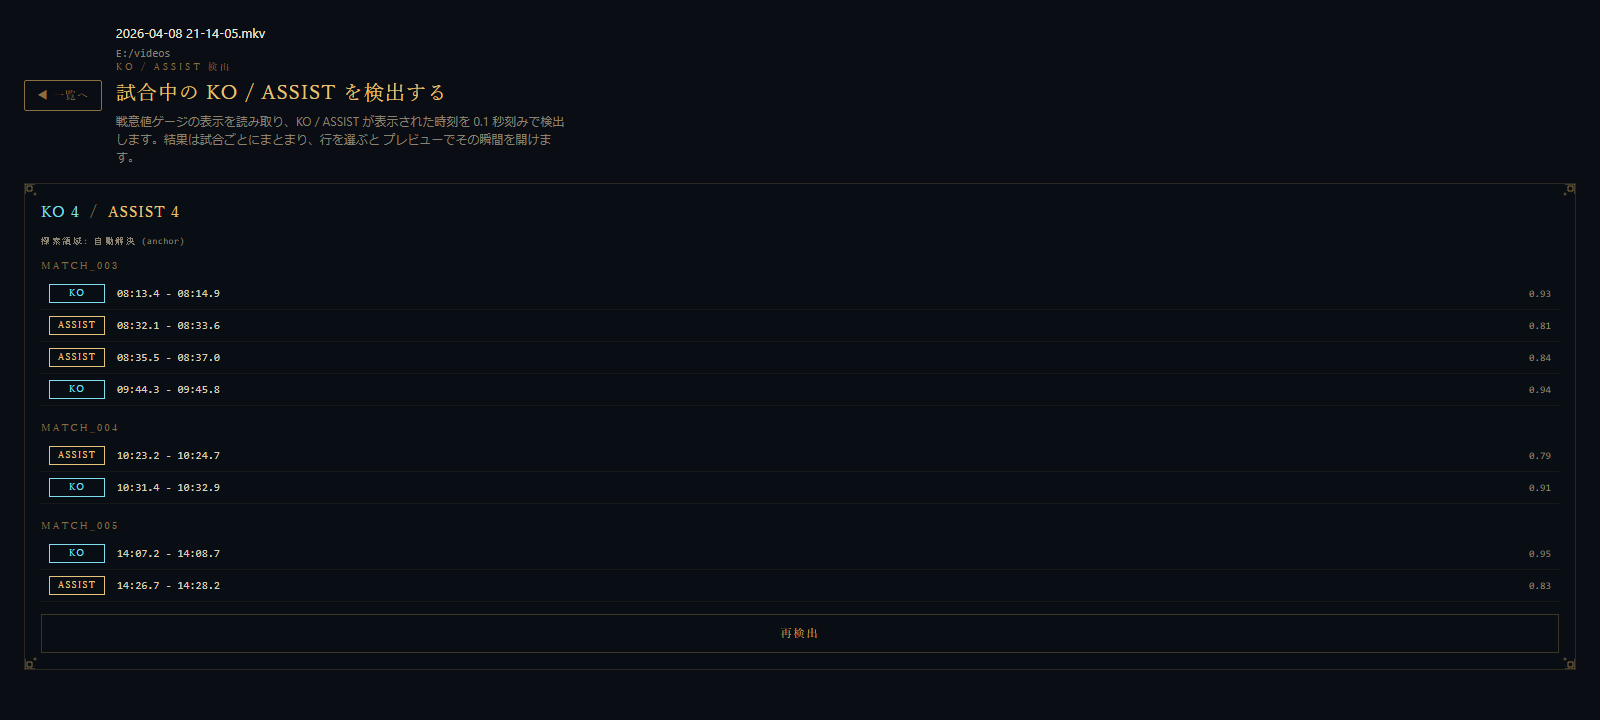 2026-04-08 21-14-05.mkv
E:/videos
KO / ASSIST 検出
◀ 一覧へ
試合中の KO / ASSIST を検出する
戦意値ゲージの表示を読み取り、KO / ASSIST が表示された時刻を 0.1 秒刻みで検出
します。結果は試合ごとにまとまり、行を選ぶと プレビューでその瞬間を開けま
す。
KO 4 / ASSIST 4
探索領域: 自動解決 (anchor)
MATCH_003
KO 08:13.4 - 08:14.9 0.93
ASSIST 08:32.1 - 08:33.6 0.81
ASSIST 08:35.5 - 08:37.0 0.84
KO 09:44.3 - 09:45.8 0.94
MATCH_004
ASSIST 10:23.2 - 10:24.7 0.79
KO 10:31.4 - 10:32.9 0.91
MATCH_005
KO 14:07.2 - 14:08.7 0.95
ASSIST 14:26.7 - 14:28.2 0.83
再検出